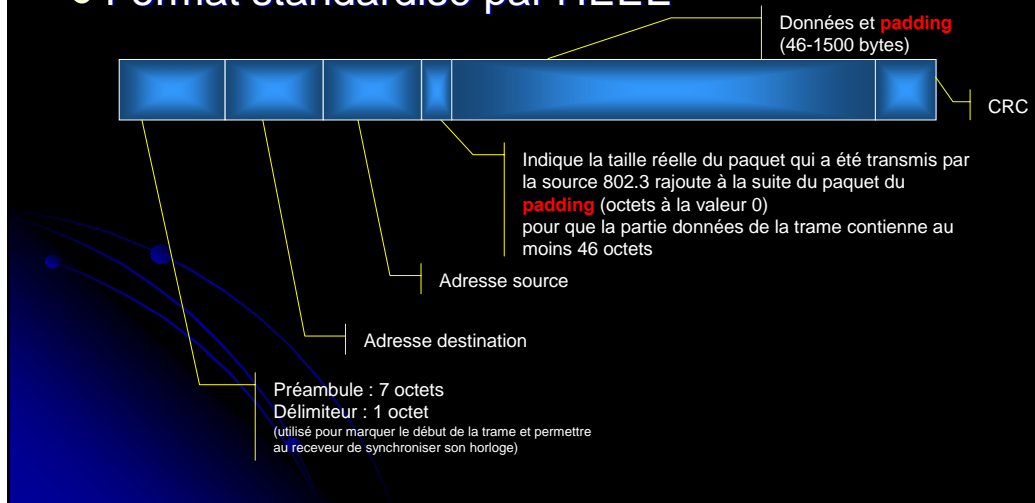 Format standardisé par l'IEEE
Données et padding
(46-1500 bytes)
CRC
Indique la taille réelle du paquet qui a été transmis par
la source 802.3 rajoute à la suite du paquet du
padding (octets à la valeur 0)
pour que la partie données de la trame contienne au
moins 46 octets
Adresse source
Adresse destination
Préambule : 7 octets
Délimiteur : 1 octet
(utilisé pour marquer le début de la trame et permettre
au receveur de synchroniser son horloge)